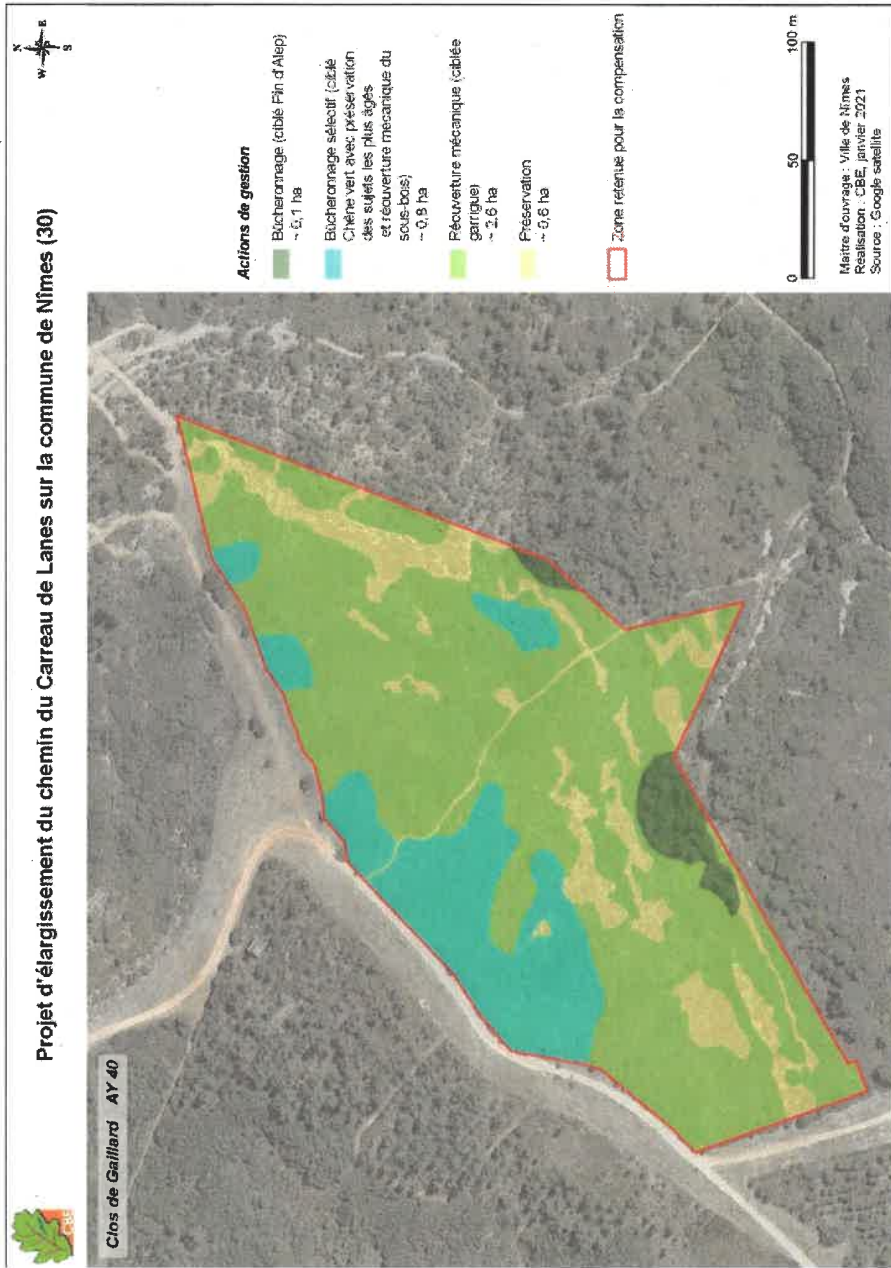 Projet d'élargissement du chemin du Carreau de Lanes sur la commune de Nîmes (30)
CBE
Clos de Gaillard AY 40
N
W E
S
Actions de gestion
Bûcheronnage (ciblé Pin d'Alep)
~ 0,1 ha
Bûcheronnage sélectif (ciblé
Chêne vert avec préservation
des sujets les plus âgés
et réouverture mécanique du
sous-bois)
~ 0,8 ha
Réouverture mécanique (ciblée
garrigue)
~ 2,6 ha
Préservation
~ 0,6 ha
Zone retenue pour la compensation
0 50 100 m
Maître d'ouvrage : Ville de Nîmes
Réalisation : CBE, janvier 2021
Source : Google satellite